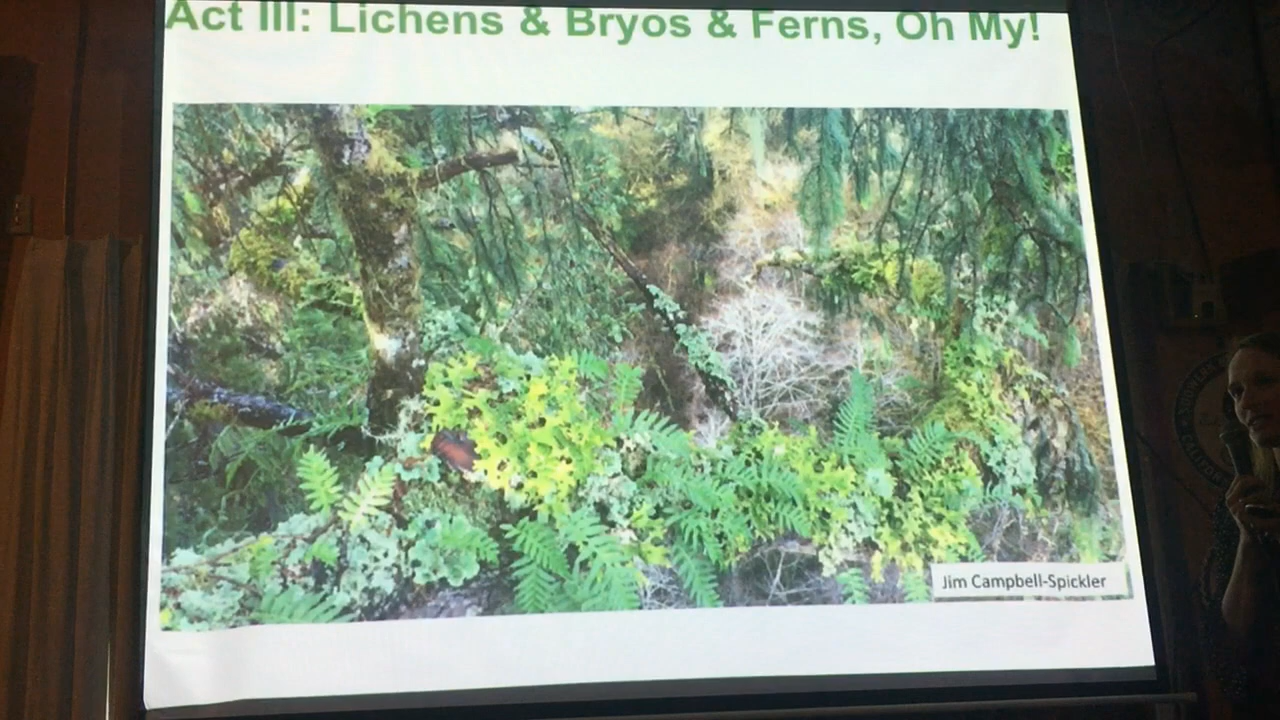 Act III: Lichens & Bryos & Ferns, Oh My!
Jim Campbell-Spickler